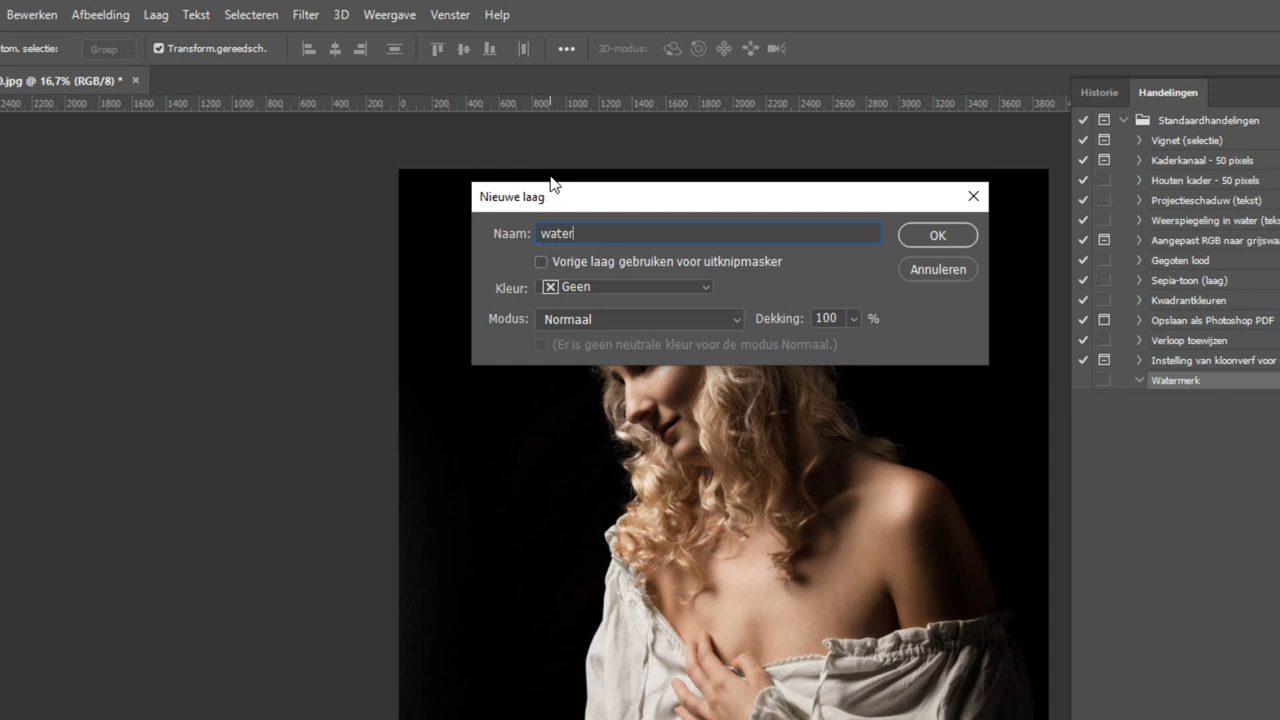 Bewerken Afbeelding Laag Tekst Selecteren Filter 3D Weergave Venster Help
tom. selectie: Groep Transform.gereedsch. 3D-modus:
0.jpg @ 16,7% (RGB/8) *
2400 2200 2000 1800 1600 1400 1200 1000 800 600 400 200 0 200 400 600 800 1000 1200 1400 1600 1800 2000 2200 2400 2600 2800 3000 3200 3400 3600 3800 4
Historie Handelingen
Standaardhandelingen
Vignet (selectie)
Kaderkanaal - 50 pixels
Houten kader - 50 pixels
Projectieschaduw (tekst)
Weerspiegeling in water (teks
Aangepast RGB naar grijswa
Gegoten lood
Sepia-toon (laag)
Kwadrantkleuren
Opslaan als Photoshop PDF
Verloop toewijzen
Instelling van kloonverf voor
Watermerk
Nieuwe laag
Naam: water
OK
Vorige laag gebruiken voor uitknipmasker
Annuleren
Kleur: Geen
Modus: Normaal Dekking: 100 %
(Er is geen neutrale kleur voor de modus Normaal.)